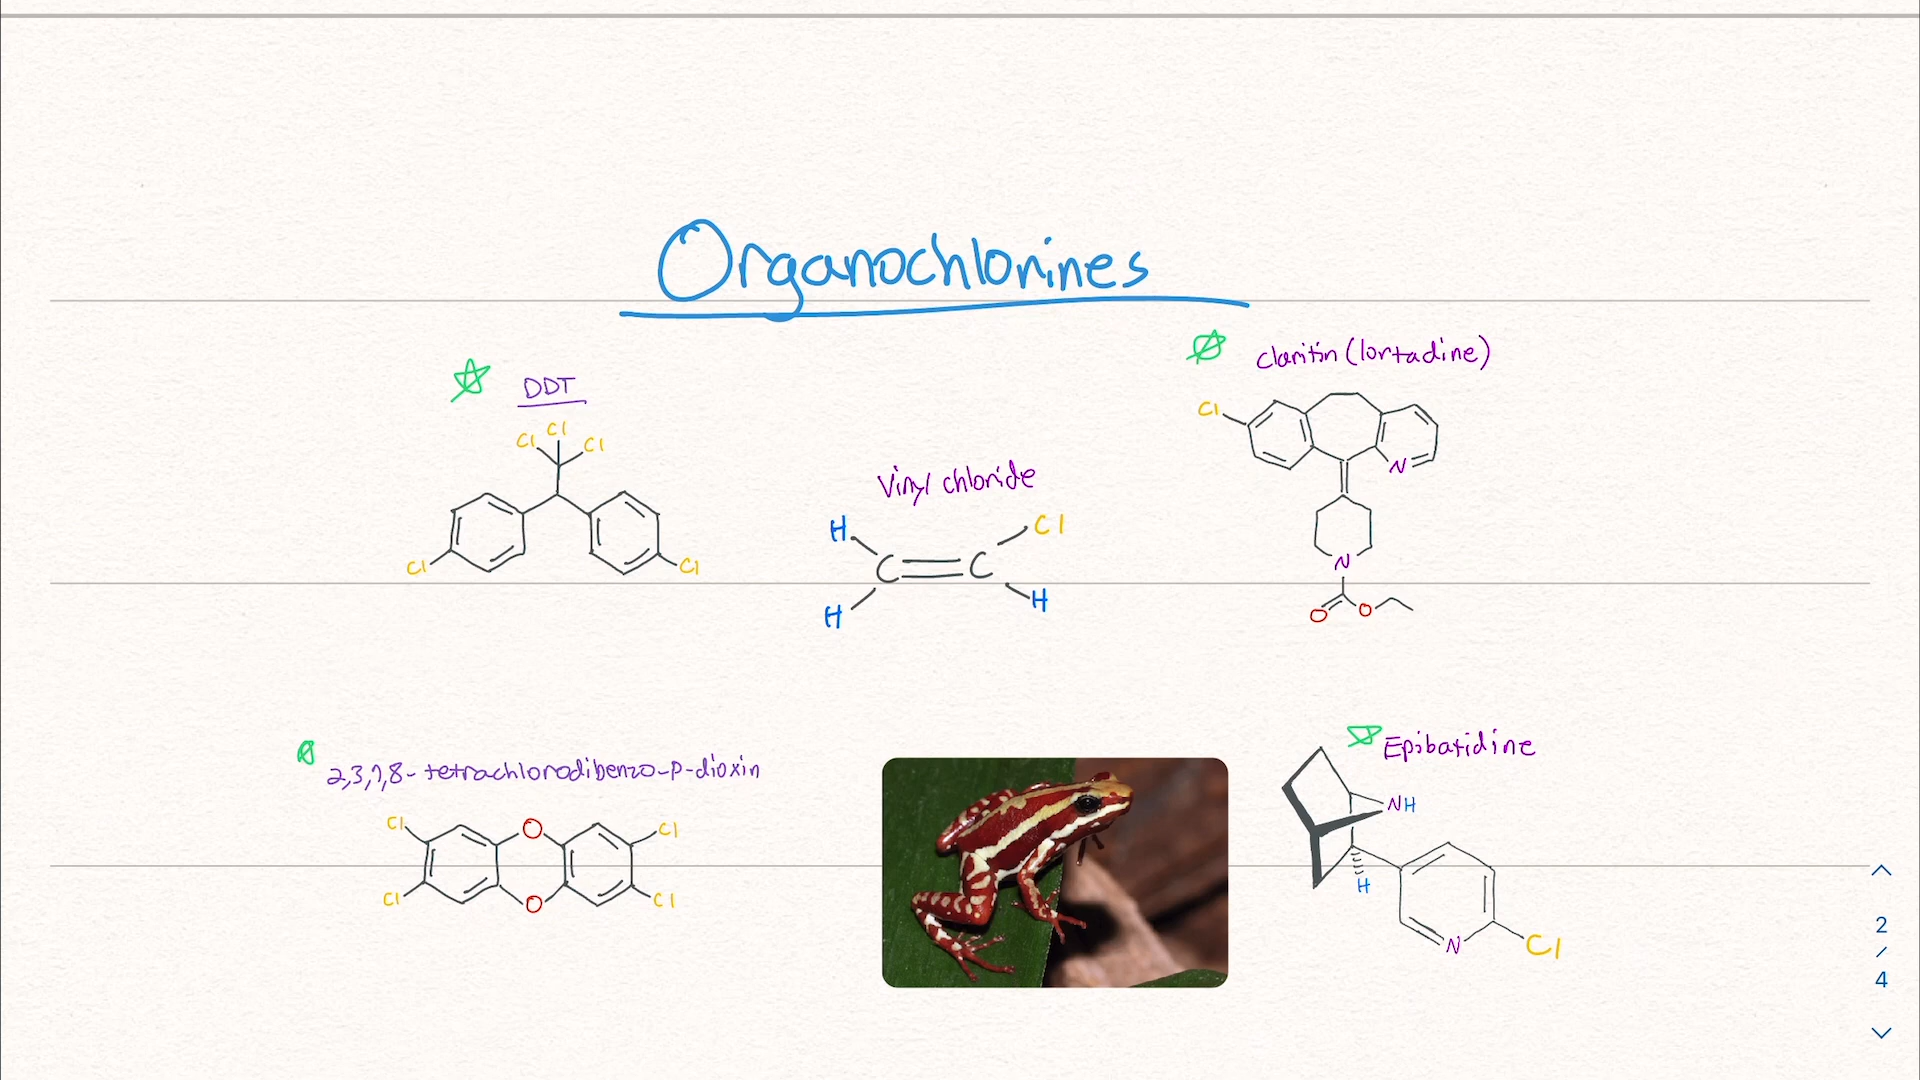 Organochlorines
DDT
Cl
Cl
Cl
Cl
Cl
Vinyl chloride
H
Cl
C
C
H
H
Claritin (lortadine)
Cl
N
N
O
O
2,3,7,8-tetrachlorodibenzo-p-dioxin
Cl
O
Cl
Cl
O
Cl
Epibatidine
NH
H
N
Cl
2
/
4